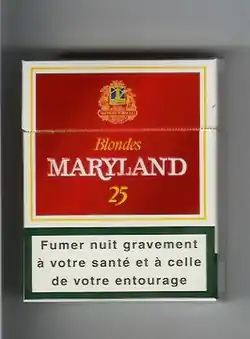 Blondes
MARYLAND
25
Fumer nuit gravement
à votre santé et à celle
de votre entourage